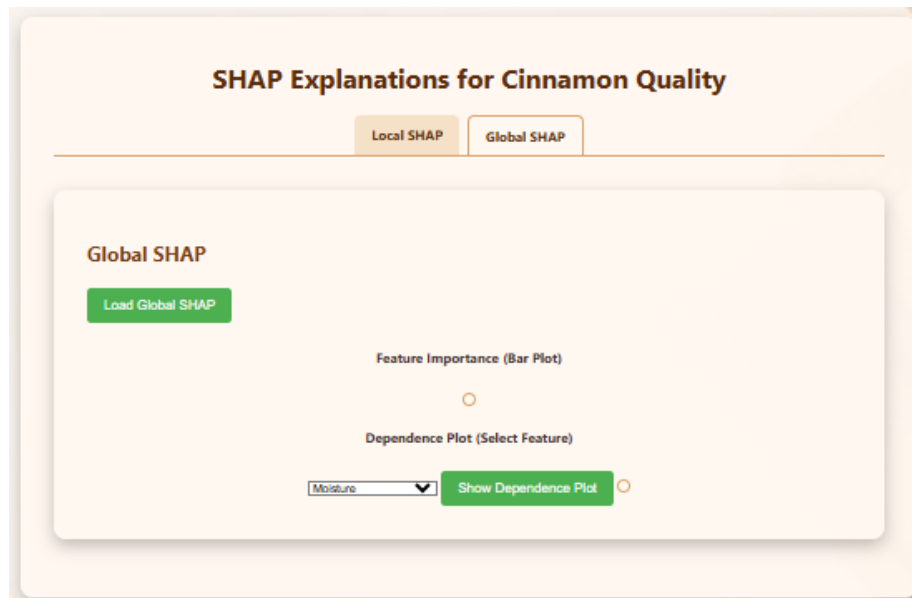 SHAP Explanations for Cinnamon Quality
Local SHAP Global SHAP
Global SHAP
Load Global SHAP
Feature Importance (Bar Plot)
Dependence Plot (Select Feature)
Moisture Show Dependence Plot